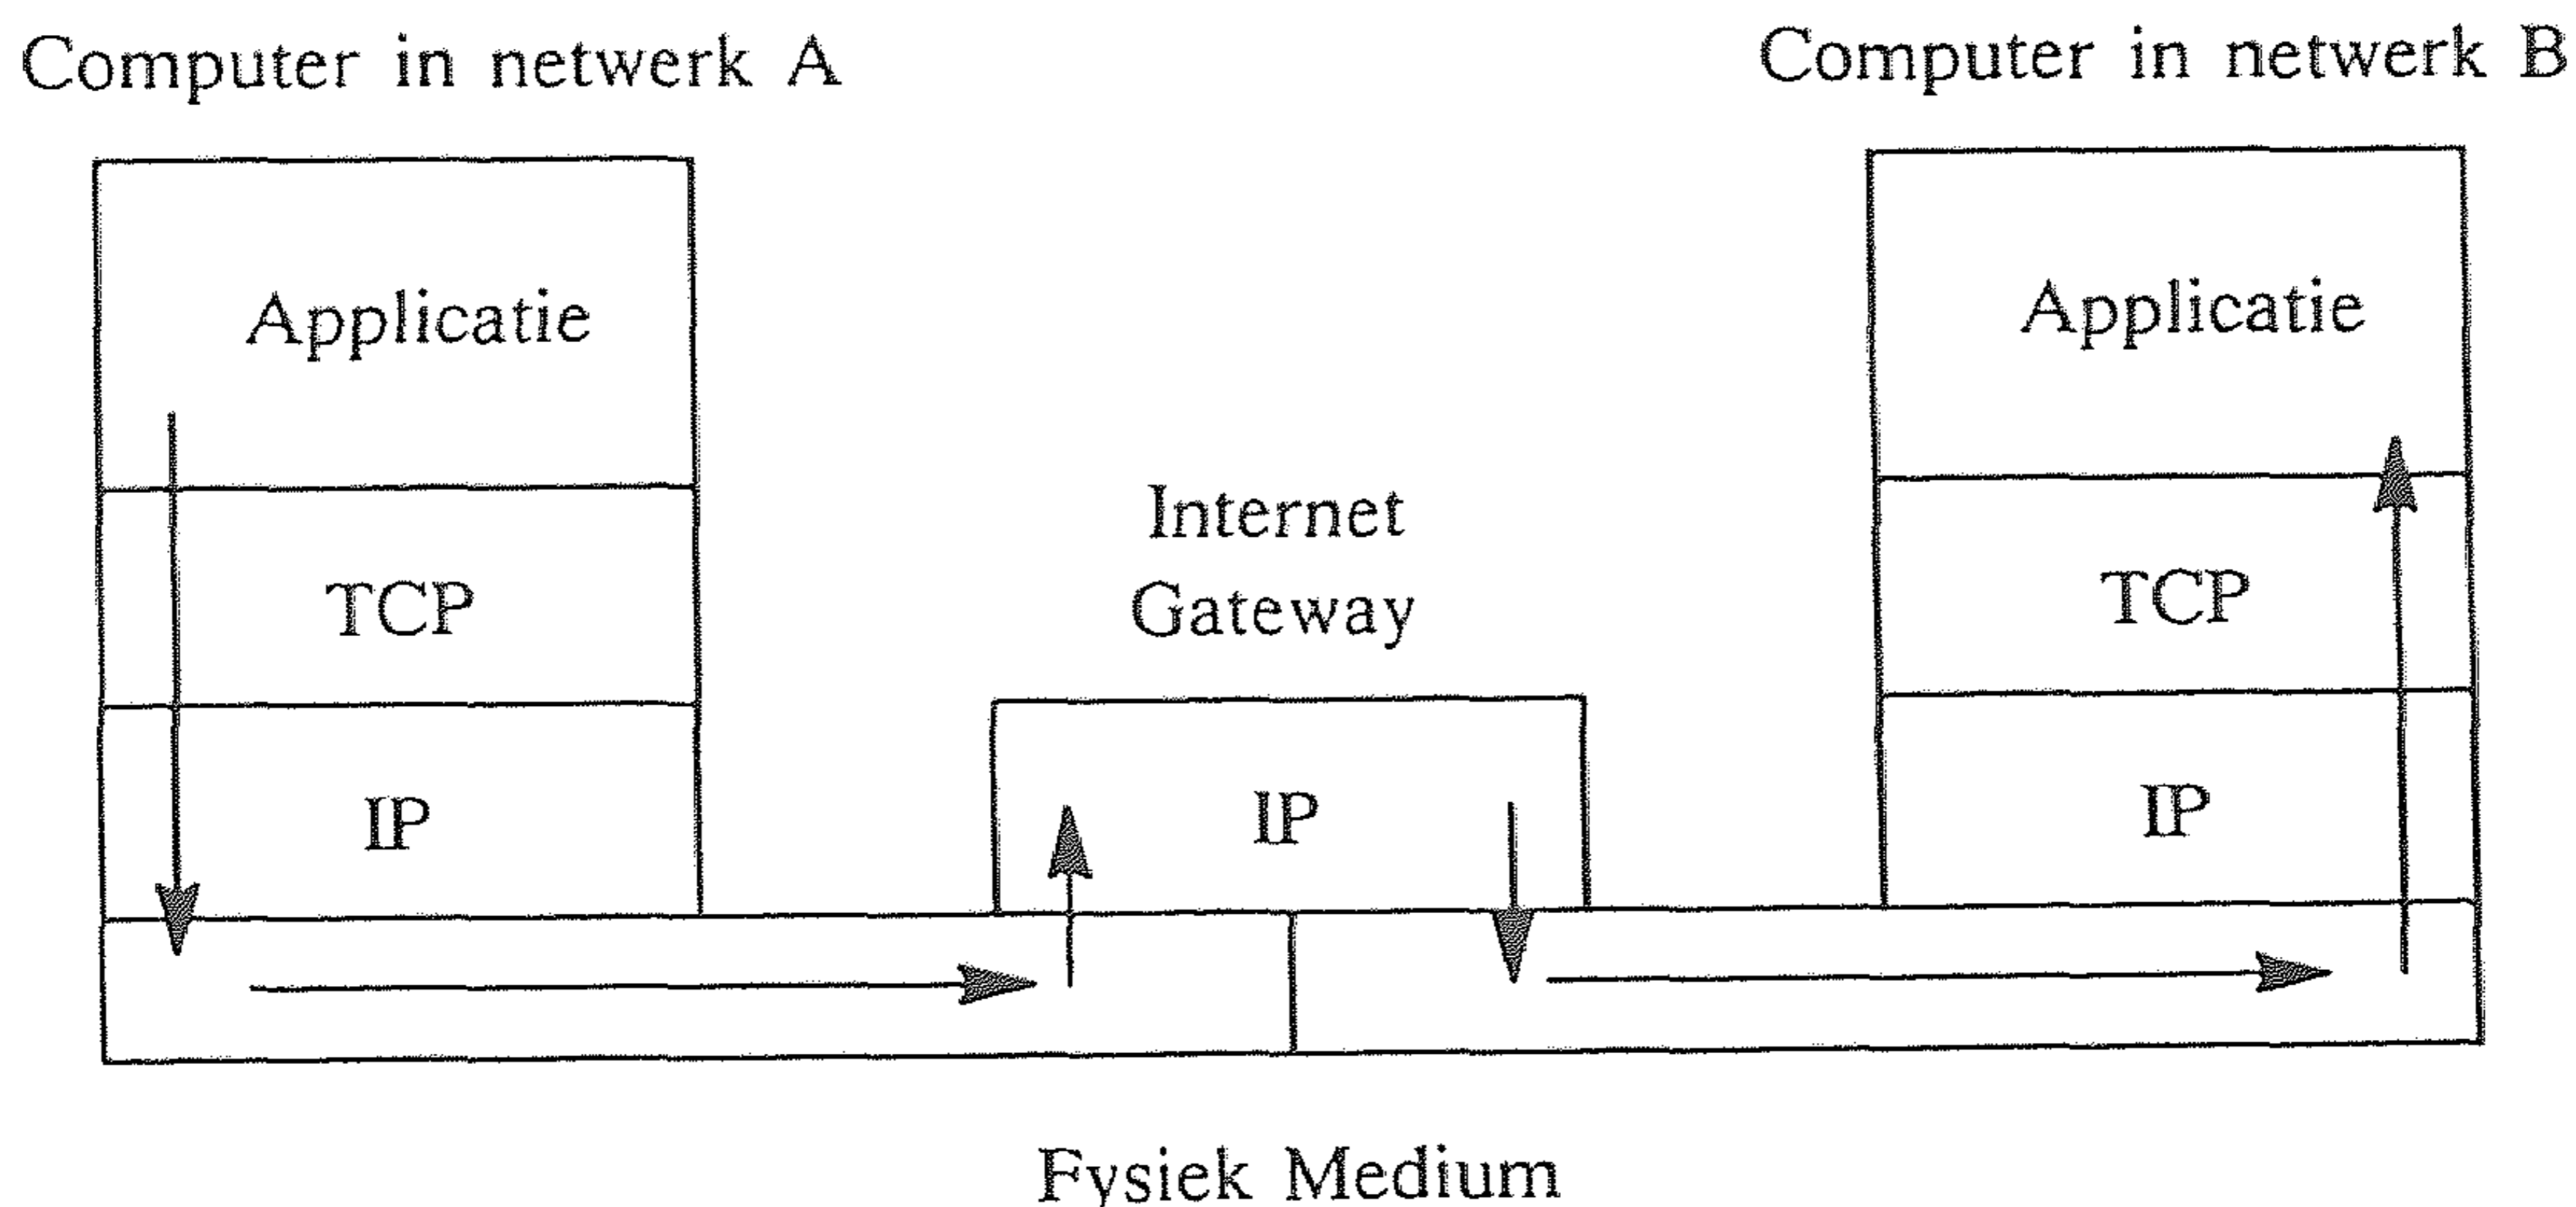 Computer in netwerk A
Computer in netwerk B
Applicatie
Applicatie
Internet
Gateway
TCP
TCP
IP
IP
IP
Fysiek Medium